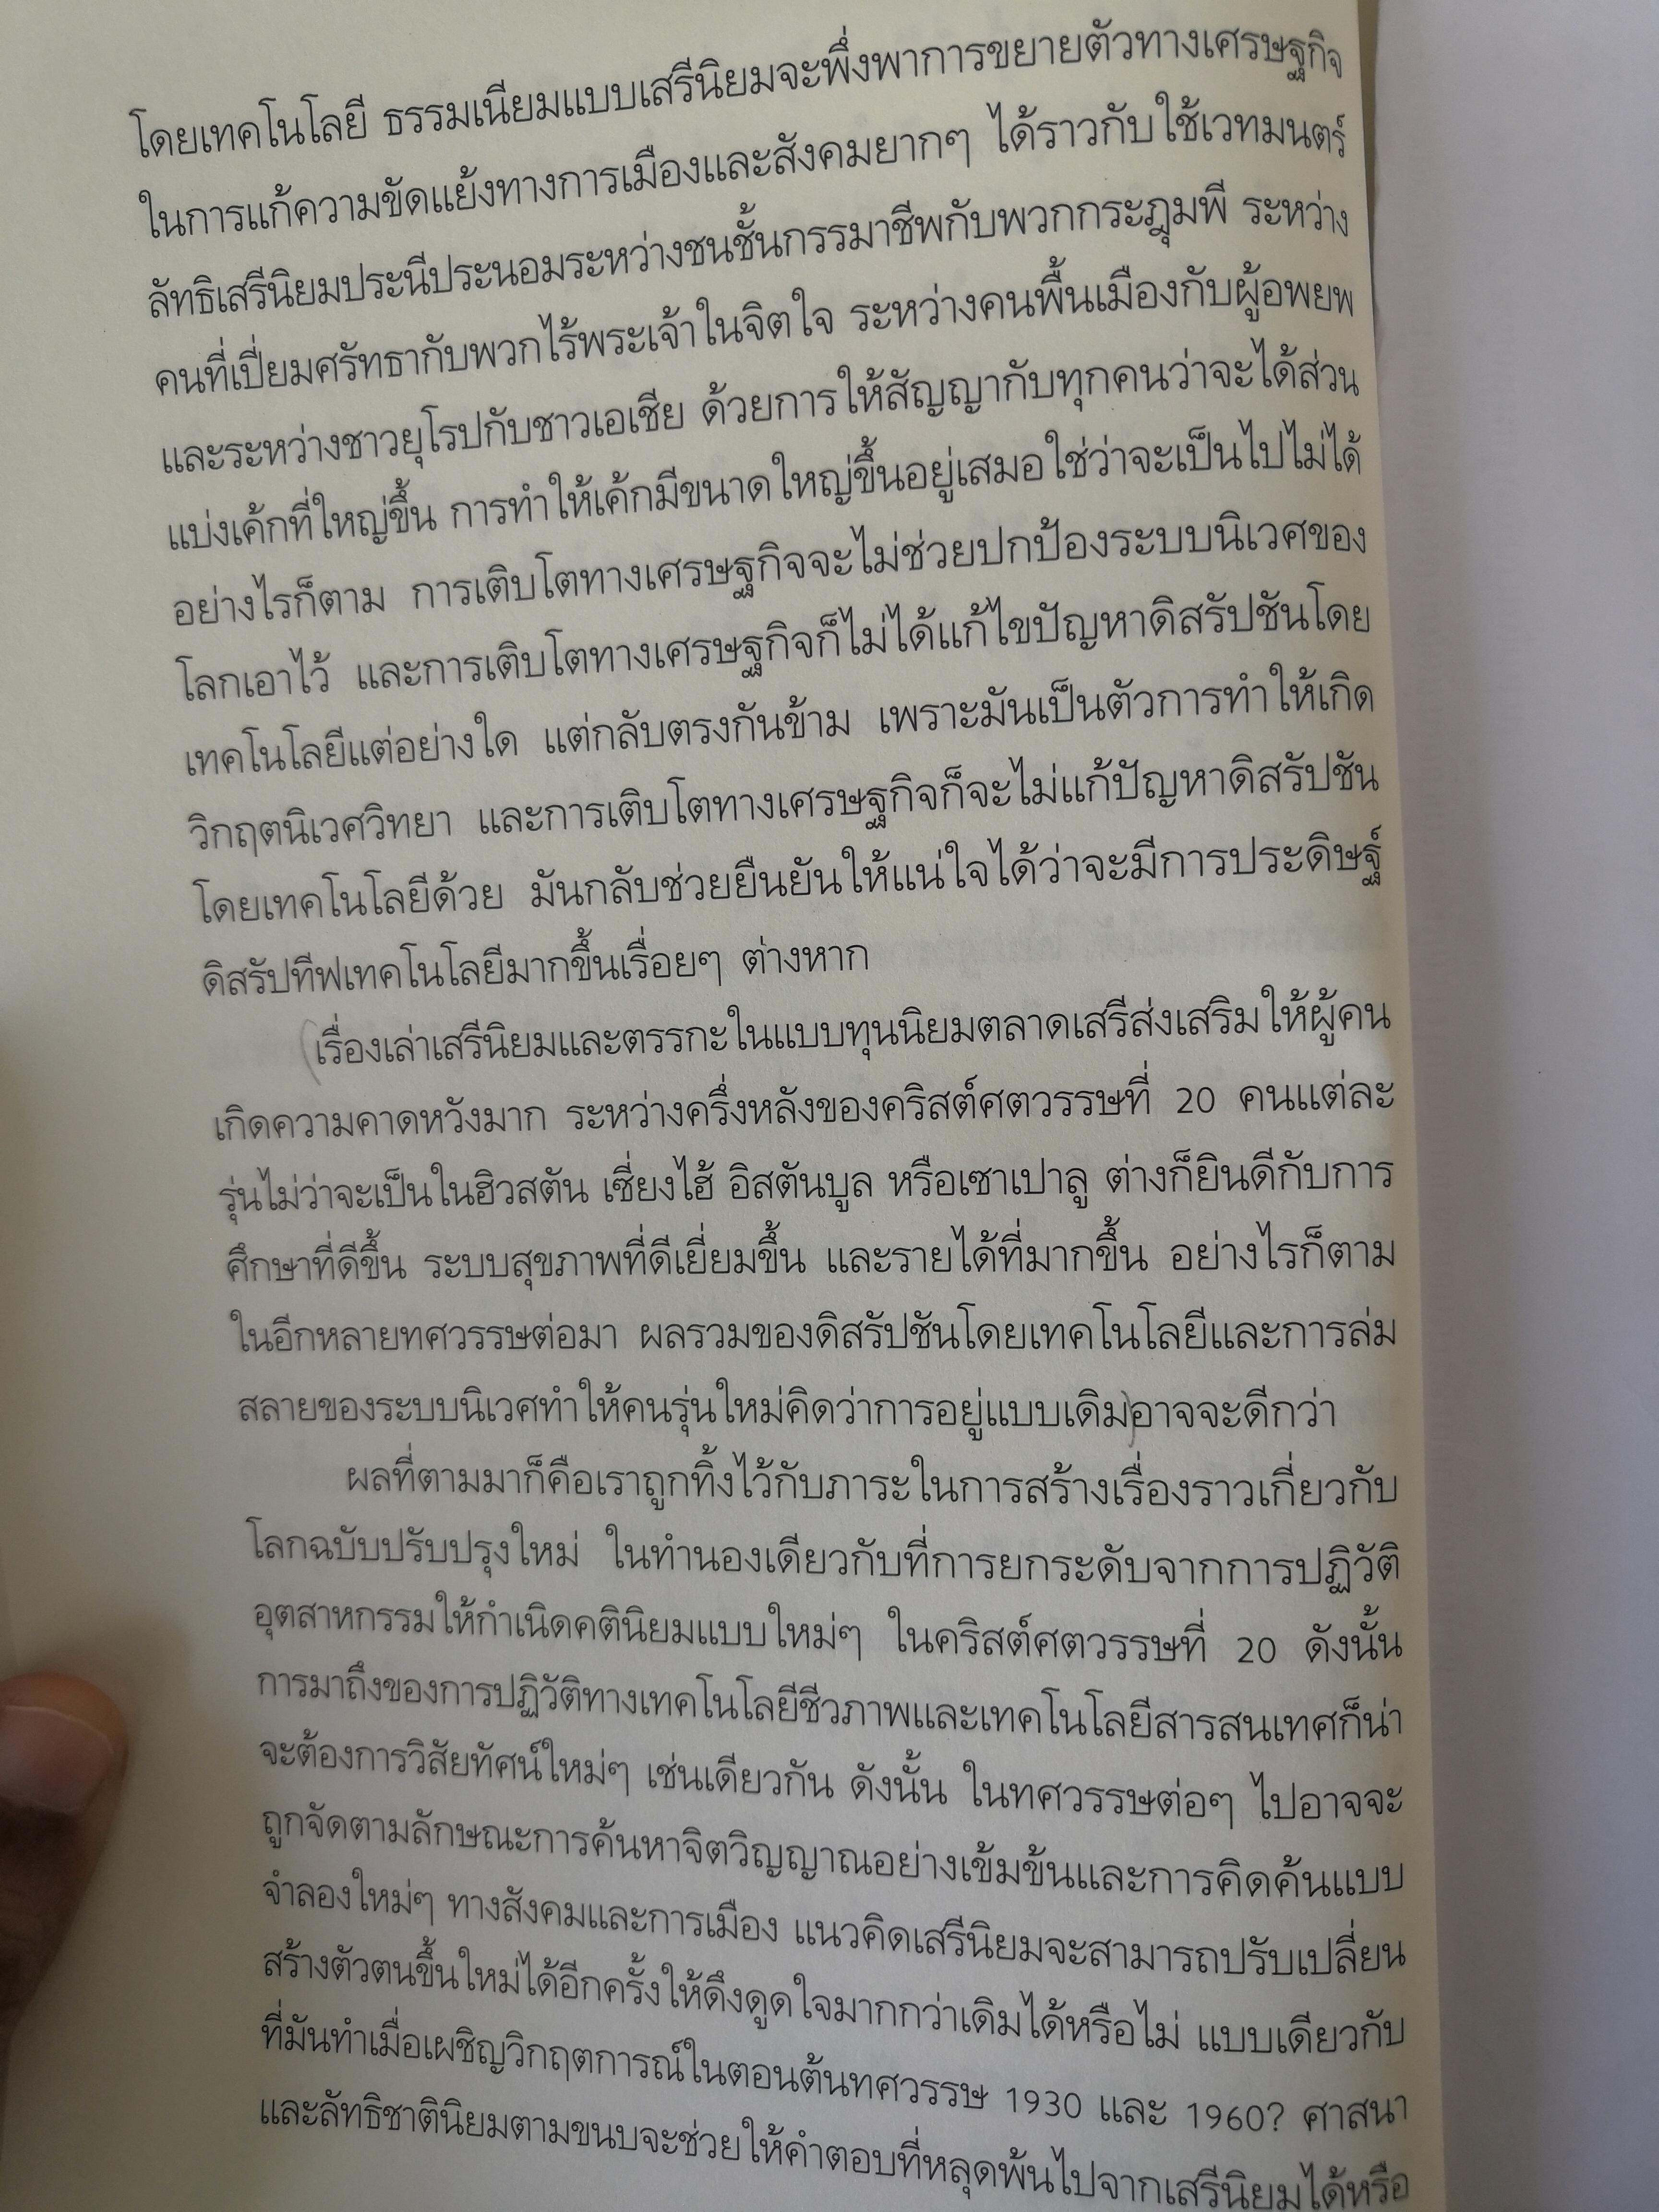 โดยเทคโนโลยี ธรรมเนียมแบบเสรีนิยมจะพึ่งพาการขยายตัวทางเศรษฐกิจ
ในการแก้ความขัดแย้งทางการเมืองและสังคมยากๆ ได้ราวกับใช้เวทมนตร์
ลัทธิเสรีนิยมประนีประนอมระหว่างชนชั้นกรรมาชีพกับพวกกระฎุมพี ระหว่าง
คนที่เปี่ยมศรัทธากับพวกไร้พระเจ้าในจิตใจ ระหว่างคนพื้นเมืองกับผู้อพยพ
และระหว่างชาวยุโรปกับชาวเอเชีย ด้วยการให้สัญญากับทุกคนว่าจะได้ส่วน
แบ่งเค้กที่ใหญ่ขึ้น การทำให้เค้กมีขนาดใหญ่ขึ้นอยู่เสมอใช่ว่าจะเป็นไปไม่ได้
อย่างไรก็ตาม การเติบโตทางเศรษฐกิจจะไม่ช่วยปกป้องระบบนิเวศของ
โลกเอาไว้ และการเติบโตทางเศรษฐกิจก็ไม่ได้แก้ไขปัญหาดิสรัปชันโดย
เทคโนโลยีแต่อย่างใด แต่กลับตรงกันข้าม เพราะมันเป็นตัวการทำให้เกิด
วิกฤตนิเวศวิทยา และการเติบโตทางเศรษฐกิจก็จะไม่แก้ปัญหาดิสรัปชัน
โดยเทคโนโลยีด้วย มันกลับช่วยยืนยันให้แน่ใจได้ว่าจะมีการประดิษฐ์
ดิสรัปทีฟเทคโนโลยีมากขึ้นเรื่อยๆ ต่างหาก
(เรื่องเล่าเสรีนิยมและตรรกะในแบบทุนนิยมตลาดเสรีส่งเสริมให้ผู้คน
เกิดความคาดหวังมาก ระหว่างครึ่งหลังของคริสต์ศตวรรษที่ 20 คนแต่ละ
รุ่นไม่ว่าจะเป็นในฮิวสตัน เซี่ยงไฮ้ อิสตันบูล หรือเซาเปาลู ต่างก็ยินดีกับการ
ศึกษาที่ดีขึ้น ระบบสุขภาพที่ดีเยี่ยมขึ้น และรายได้ที่มากขึ้น อย่างไรก็ตาม
ในอีกหลายทศวรรษต่อมา ผลรวมของดิสรัปชันโดยเทคโนโลยีและการล่ม
สลายของระบบนิเวศทำให้คนรุ่นใหม่คิดว่าการอยู่แบบเดิม)อาจจะดีกว่า
ผลที่ตามมาก็คือเราถูกทิ้งไว้กับภาระในการสร้างเรื่องราวเกี่ยวกับ
โลกฉบับปรับปรุงใหม่ ในทำนองเดียวกับที่การยกระดับจากการปฏิวัติ
อุตสาหกรรมให้กำเนิดคตินิยมแบบใหม่ๆ ในคริสต์ศตวรรษที่ 20 ดังนั้น
การมาถึงของการปฏิวัติทางเทคโนโลยีชีวภาพและเทคโนโลยีสารสนเทศก็น่า
จะต้องการวิสัยทัศน์ใหม่ๆ เช่นเดียวกัน ดังนั้น ในทศวรรษต่อๆ ไปอาจจะ
ถูกจัดตามลักษณะการค้นหาจิตวิญญาณอย่างเข้มข้นและการคิดค้นแบบ
จำลองใหม่ๆ ทางสังคมและการเมือง แนวคิดเสรีนิยมจะสามารถปรับเปลี่ยน
สร้างตัวตนขึ้นใหม่ได้อีกครั้งให้ดึงดูดใจมากกว่าเดิมได้หรือไม่ แบบเดียวกับ
ที่มันทำเมื่อเผชิญวิกฤตการณ์ในตอนต้นทศวรรษ 1930 และ 1960? ศาสนา
และลัทธิชาตินิยมตามขนบจะช่วยให้คำตอบที่หลุดพ้นไปจากเสรีนิยมได้หรือ